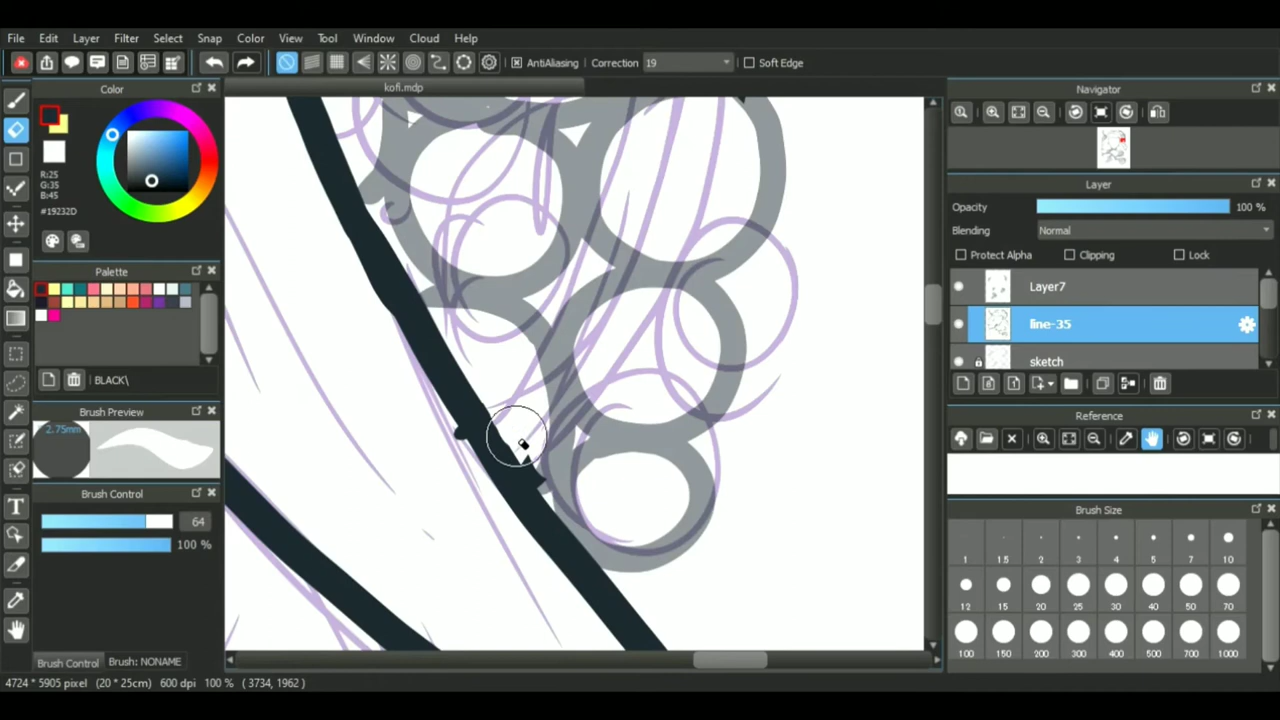 File Edit Layer Filter Select Snap Color View Tool Window Cloud Help
AntiAliasing Correction 19 Soft Edge
Color
kofi.mdp
Navigator
R:25
G:35
B:45
#19232D
Layer
Opacity 100 %
Blending Normal
Protect Alpha Clipping Lock
Palette
Layer7
line-35
sketch
BLACK\
Brush Preview
2.75mm
Reference
Brush Control
64
100 %
Brush Size
1 1.5 2 3 4 5 7 10
12 15 20 25 30 40 50 70
100 150 200 300 400 500 700 1000
Brush Control Brush: NONAME
4724 * 5905 pixel (20 * 25cm) 600 dpi 100 % ( 3734, 1962 )